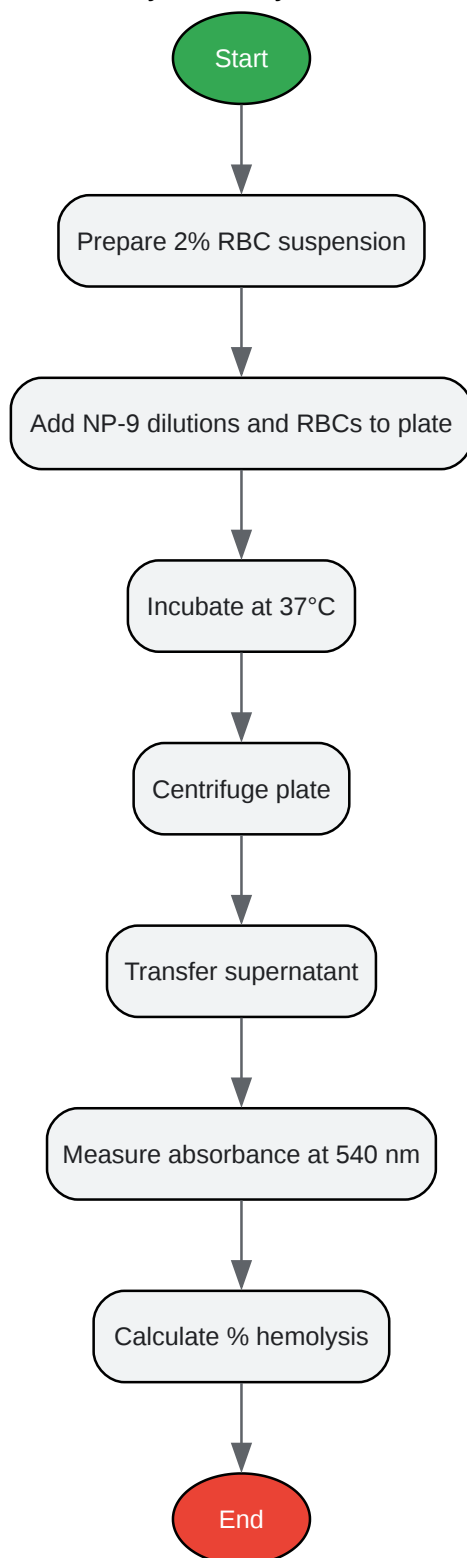 Start
Prepare 2% RBC suspension
Add NP-9 dilutions and RBCs to plate
Incubate at 37°C
Centrifuge plate
Transfer supernatant
Measure absorbance at 540 nm
Calculate % hemolysis
End